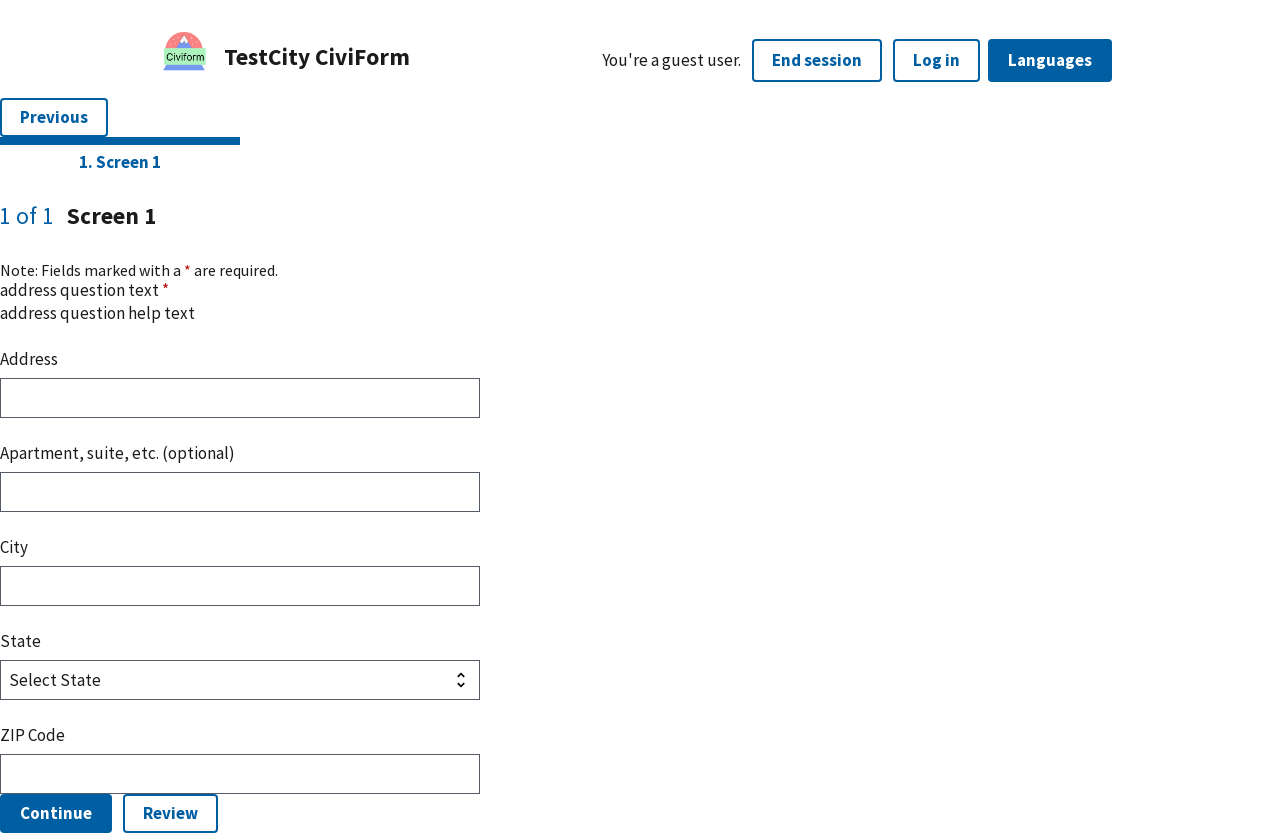 Civiform
TestCity CiviForm
You're a guest user.
End session
Log in
Languages
Previous
1. Screen 1
1 of 1 Screen 1
Note: Fields marked with a * are required.
address question text *
address question help text
Address
Apartment, suite, etc. (optional)
City
State
Select State
ZIP Code
Continue
Review